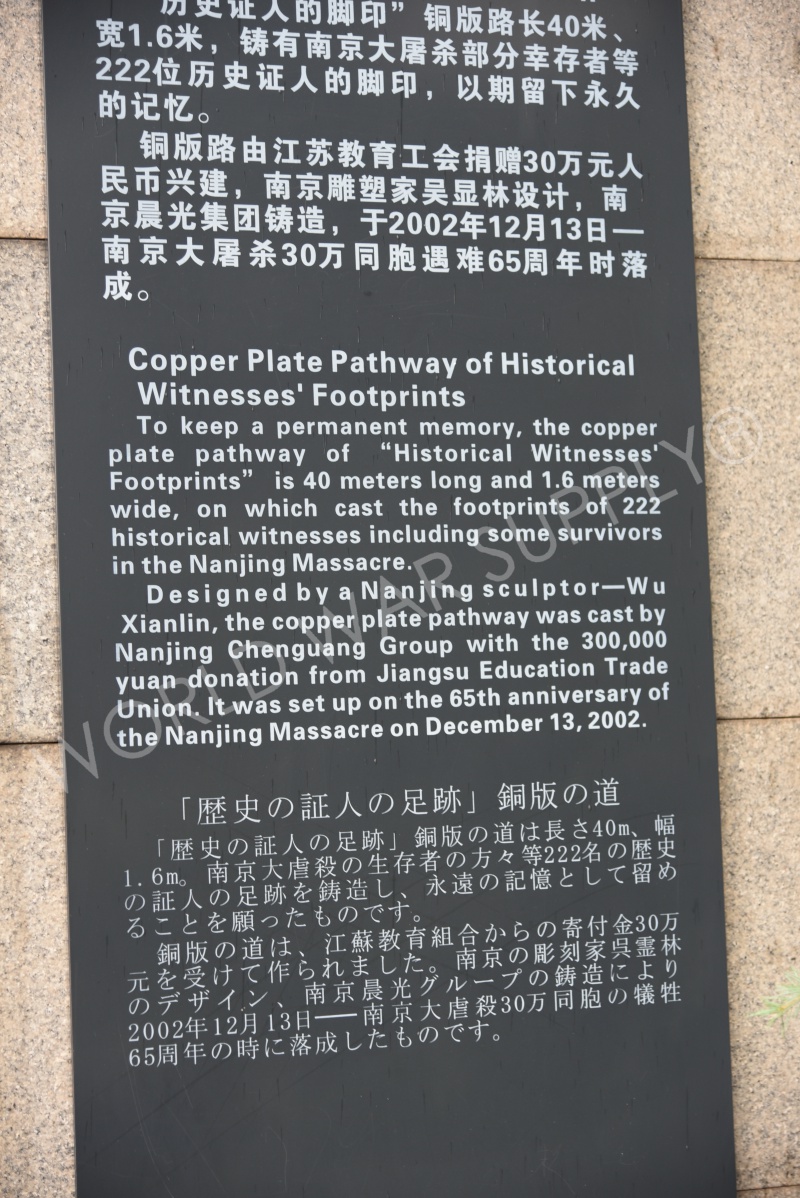 历史证人的脚印”铜版路长40米、
宽1.6米，铸有南京大屠杀部分幸存者等
222位历史证人的脚印，以期留下永久
的记忆。
铜版路由江苏教育工会捐赠30万元人
民币兴建，南京雕塑家吴显林设计，南
京晨光集团铸造，于2002年12月13日—
南京大屠杀30万同胞遇难65周年时落
成。
Copper Plate Pathway of Historical
Witnesses' Footprints
To keep a permanent memory, the copper
plate pathway of “Historical Witnesses'
Footprints” is 40 meters long and 1.6 meters
wide, on which cast the footprints of 222
historical witnesses including some survivors
in the Nanjing Massacre.
Designed by a Nanjing sculptor—Wu
Xianlin, the copper plate pathway was cast by
Nanjing Chenguang Group with the 300,000
yuan donation from Jiangsu Education Trade
Union. It was set up on the 65th anniversary of
the Nanjing Massacre on December 13, 2002.
「歴史の証人の足跡」銅版の道
「歴史の証人の足跡」銅版の道は長さ40m、幅
1.6m。南京大虐殺の生存者の方々等222名の歴史
の証人の足跡を鋳造し、永遠の記憶として留め
ることを願ったものです。
銅版の道は、江蘇教育組合からの寄付金30万
元を受けて作られました。南京の彫刻家呉霊林
のデザイン、南京晨光グループの鋳造により
2002年12月13日——南京大虐殺30万同胞の犠牲
65周年の時に落成したものです。
WORLD WAR SUPPLY®